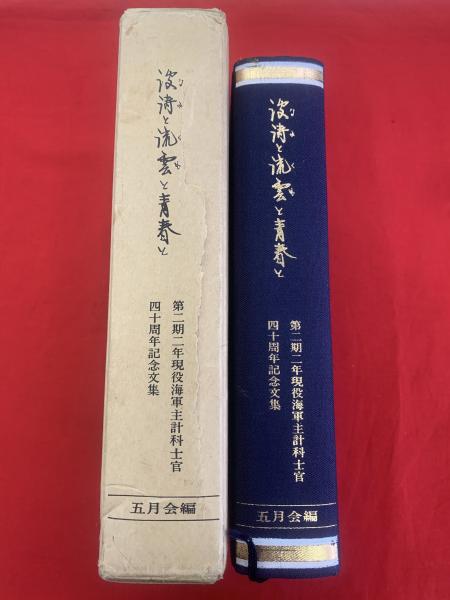 波濤と流雲と青春と
第二期二年現役海軍主計科士官
四十周年記念文集
五月会編
波濤と流雲と青春と
第二期二年現役海軍主計科士官
四十周年記念文集
五月会編